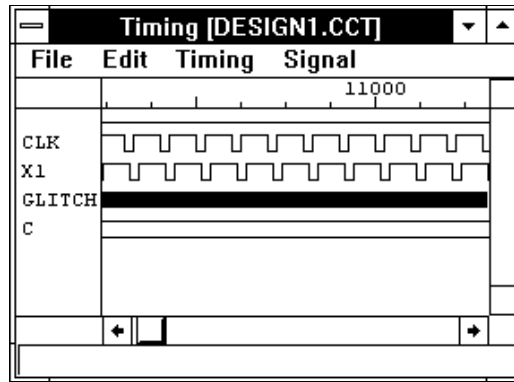 Timing [DESIGN1.CCT]
File Edit Timing Signal
11000
CLK
X1
GLITCH
C